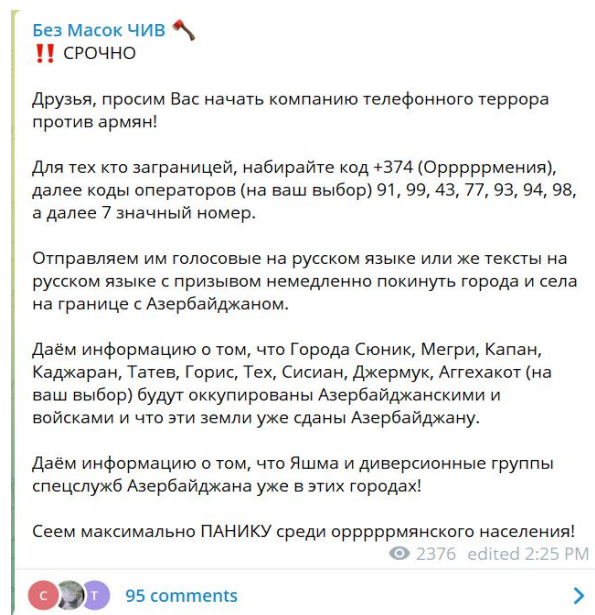 Без Масок ЧИВ 🪓
‼️ СРОЧНО
Друзья, просим Вас начать компанию телефонного террора
против армян!
Для тех кто заграницей, набирайте код +374 (Орррррмения),
далее коды операторов (на ваш выбор) 91, 99, 43, 77, 93, 94, 98,
а далее 7 значный номер.
Отправляем им голосовые на русском языке или же тексты на
русском языке с призывом немедленно покинуть города и села
на границе с Азербайджаном.
Даём информацию о том, что Города Сюник, Мегри, Капан,
Каджаран, Татев, Горис, Тех, Сисиан, Джермук, Аггехакот (на
ваш выбор) будут оккупированы Азербайджанскими и
войсками и что эти земли уже сданы Азербайджану.
Даём информацию о том, что Яшма и диверсионные группы
спецслужб Азербайджана уже в этих городах!
Сеем максимально ПАНИКУ среди орррррмянского населения!
2376 edited 2:25 PM
С Т 95 comments